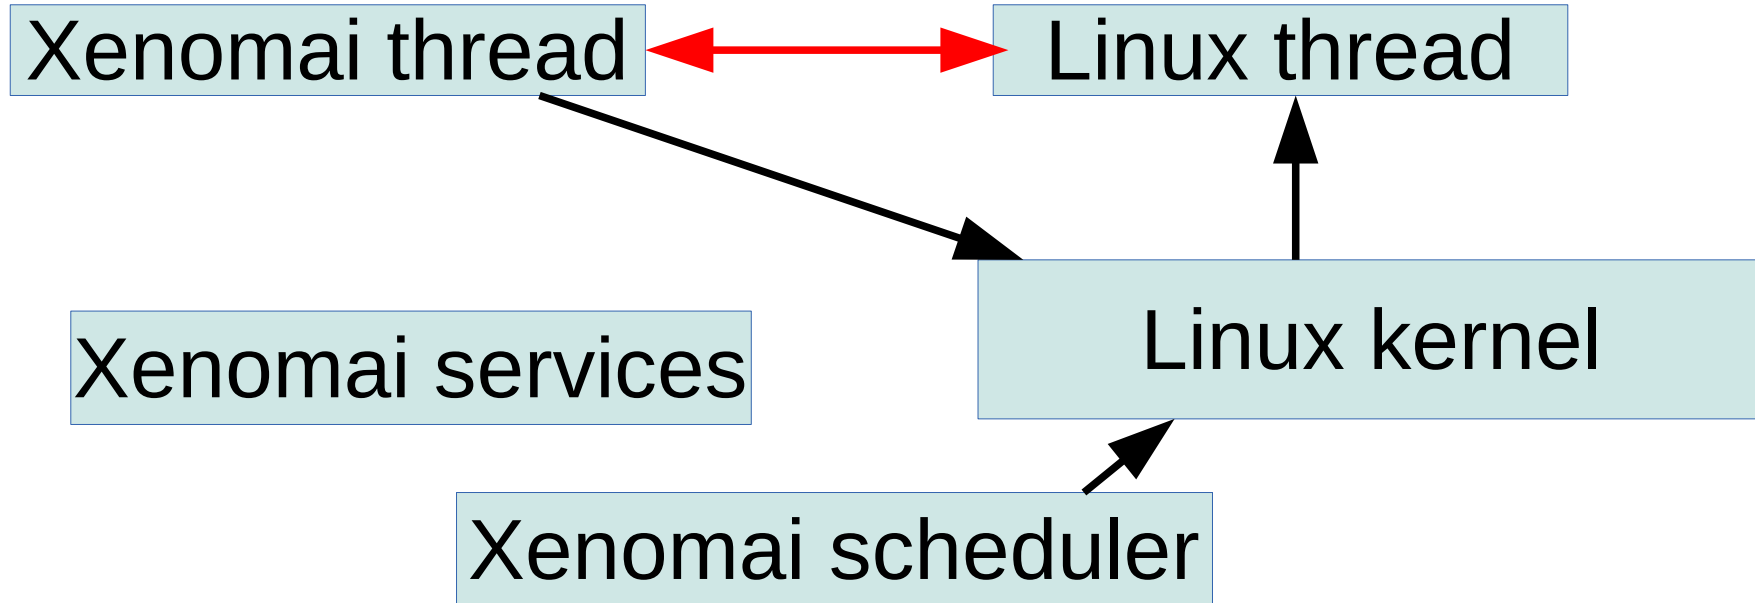 Xenomai thread
Linux thread
Linux kernel
Xenomai services
Xenomai scheduler